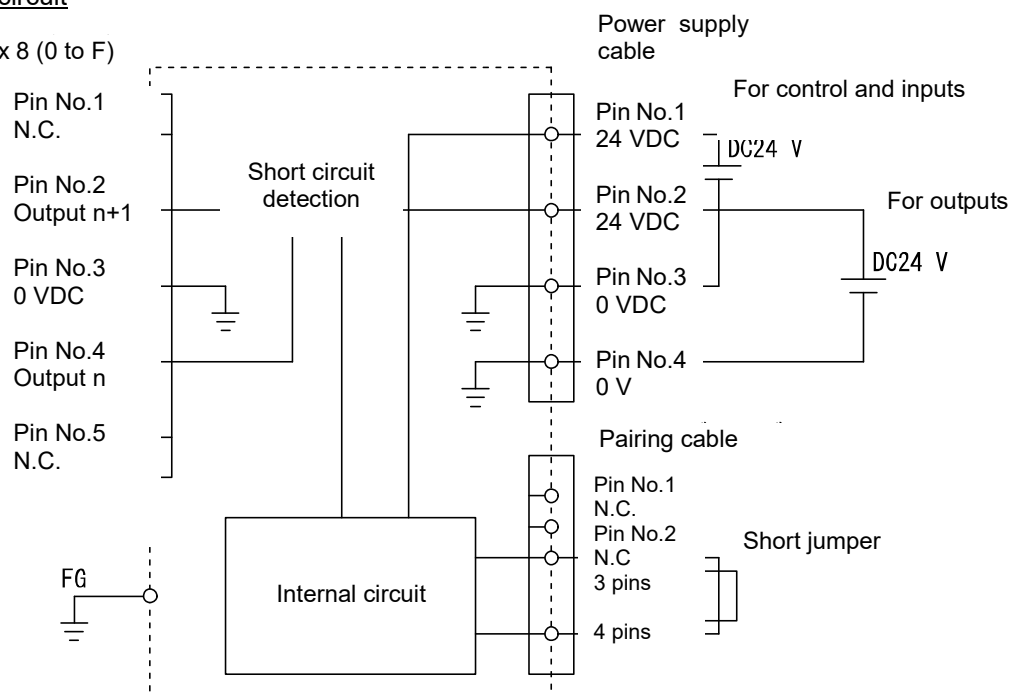 circuit
x 8 (0 to F)
Pin No.1
N.C.
Pin No.2
Output n+1
Pin No.3
0 VDC
Pin No.4
Output n
Pin No.5
N.C.
FG
Short circuit
detection
Internal circuit
Power supply
cable
Pin No.1
24 VDC
Pin No.2
24 VDC
Pin No.3
0 VDC
Pin No.4
0 V
For control and inputs
DC24 V
For outputs
DC24 V
Pairing cable
Pin No.1
N.C.
Pin No.2
N.C
3 pins
4 pins
Short jumper